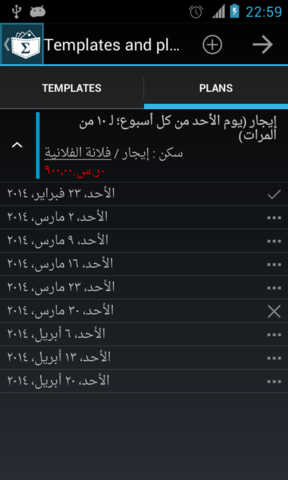 22:59
Templates and pl...
TEMPLATES
PLANS
إيجار (يوم الأحد من كل أسبوع؛ لـ ١٠ من
المرات)
سكن : إيجار / فلانة الفلانية
-ر.س.٩٠٠,٠٠
الأحد، ٢٣ فبراير، ٢٠١٤
الأحد، ٢ مارس، ٢٠١٤
الأحد، ٩ مارس، ٢٠١٤
الأحد، ١٦ مارس، ٢٠١٤
الأحد، ٢٣ مارس، ٢٠١٤
الأحد، ٣٠ مارس، ٢٠١٤
الأحد، ٦ أبريل، ٢٠١٤
الأحد، ١٣ أبريل، ٢٠١٤
الأحد، ٢٠ أبريل، ٢٠١٤